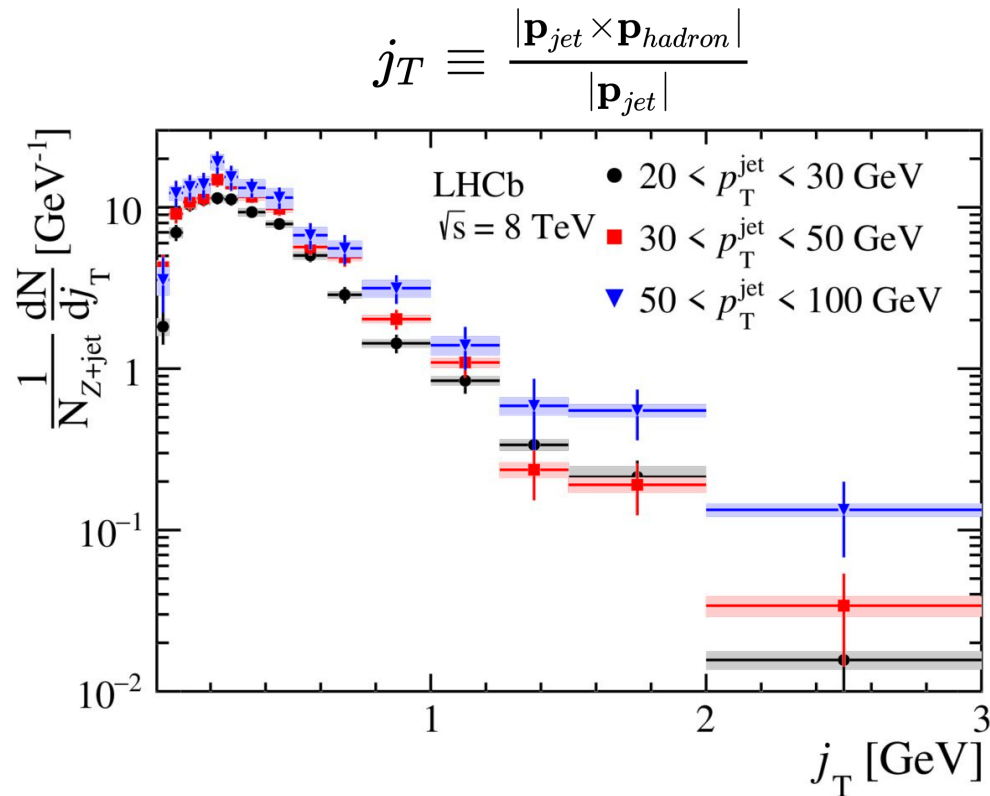 j_T ≡ |p_jet × p_hadron| / |p_jet|
1/N_{Z+jet} dN/dj_T [GeV⁻¹]
LHCb
√s = 8 TeV
20 < p_T^jet < 30 GeV
30 < p_T^jet < 50 GeV
50 < p_T^jet < 100 GeV
10
1
10⁻¹
10⁻²
1 2 3
j_T [GeV]